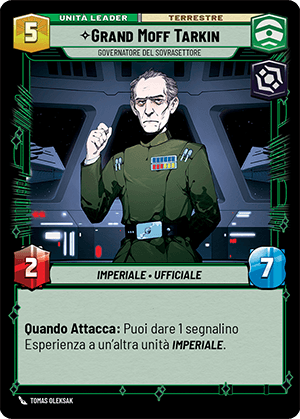 UNITÀ LEADER
TERRESTRE
5
GRAND MOFF TARKIN
GOVERNATORE DEL SOVRASETTORE
2
7
IMPERIALE • UFFICIALE
Quando Attacca: Puoi dare 1 segnalino
Esperienza a un'altra unità IMPERIALE.
TOMAS OLEKSAK